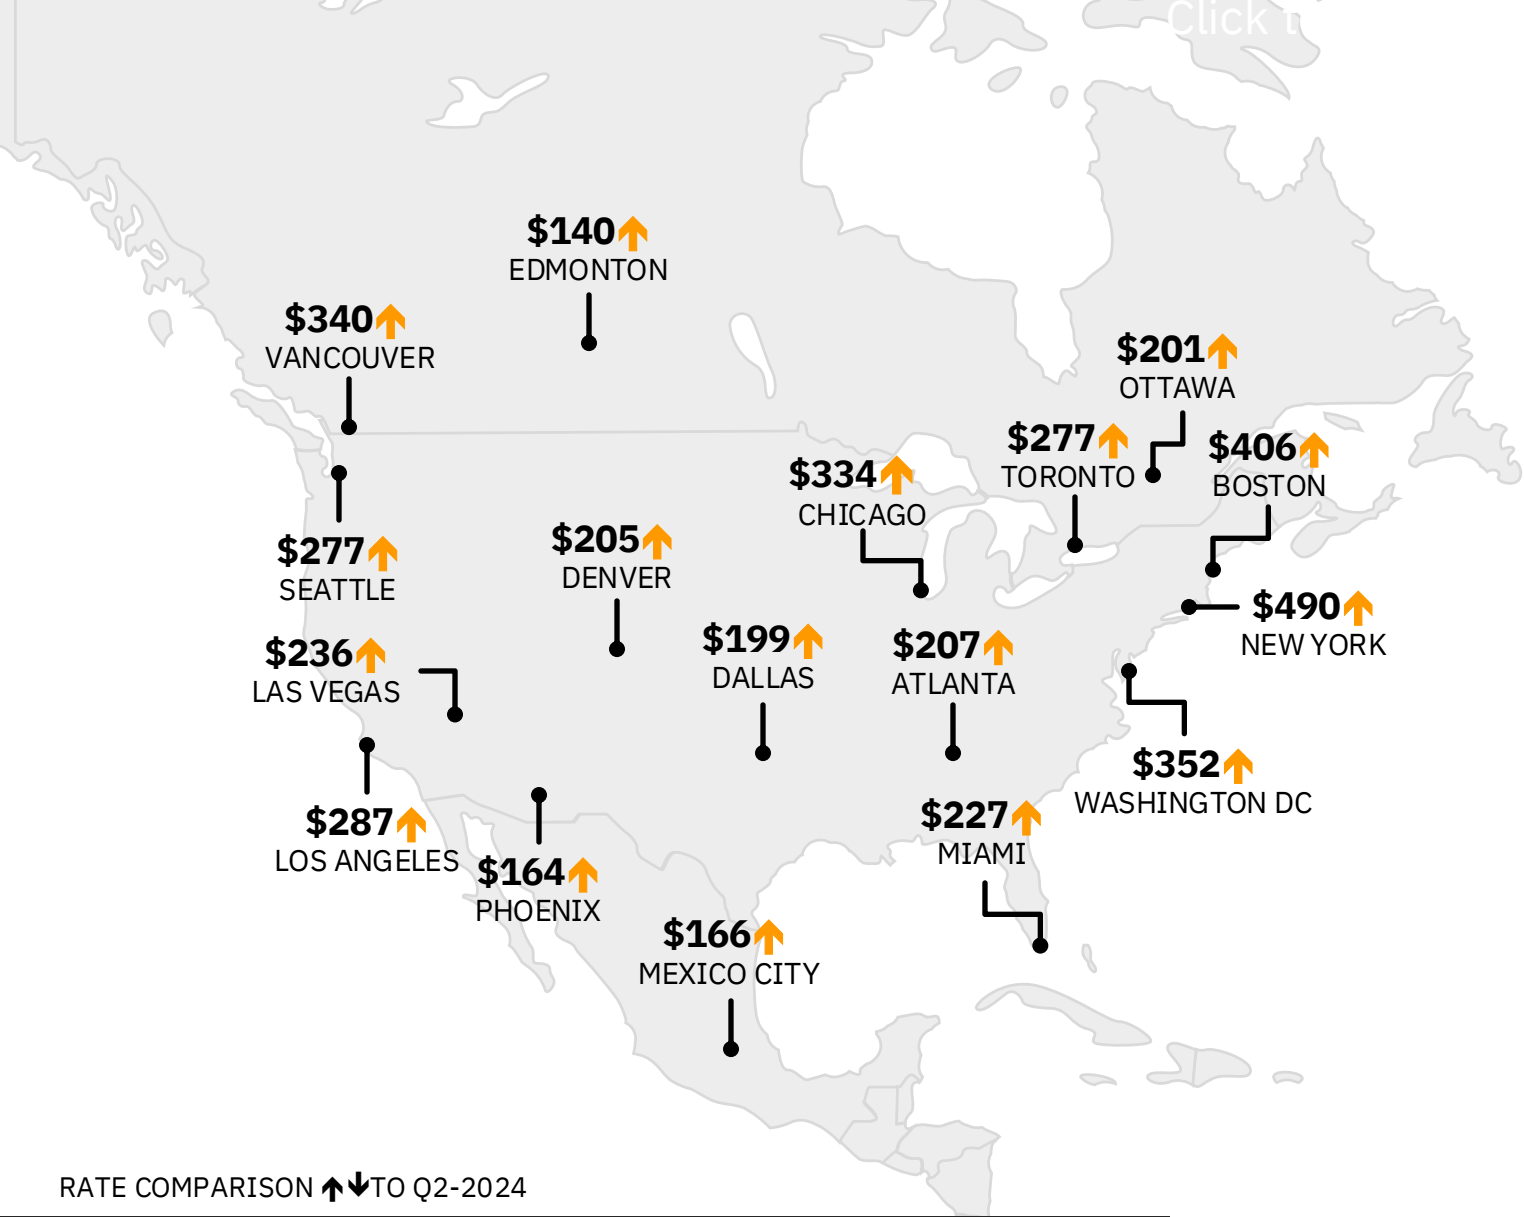 Click t
$140
EDMONTON
$340
VANCOUVER
$201
OTTAWA
$277
TORONTO
$406
BOSTON
$334
CHICAGO
$277
SEATTLE
$205
DENVER
$490
NEW YORK
$236
LAS VEGAS
$199
DALLAS
$207
ATLANTA
$352
WASHINGTON DC
$287
LOS ANGELES
$227
MIAMI
$164
PHOENIX
$166
MEXICO CITY
RATE COMPARISON ↑↓TO Q2-2024